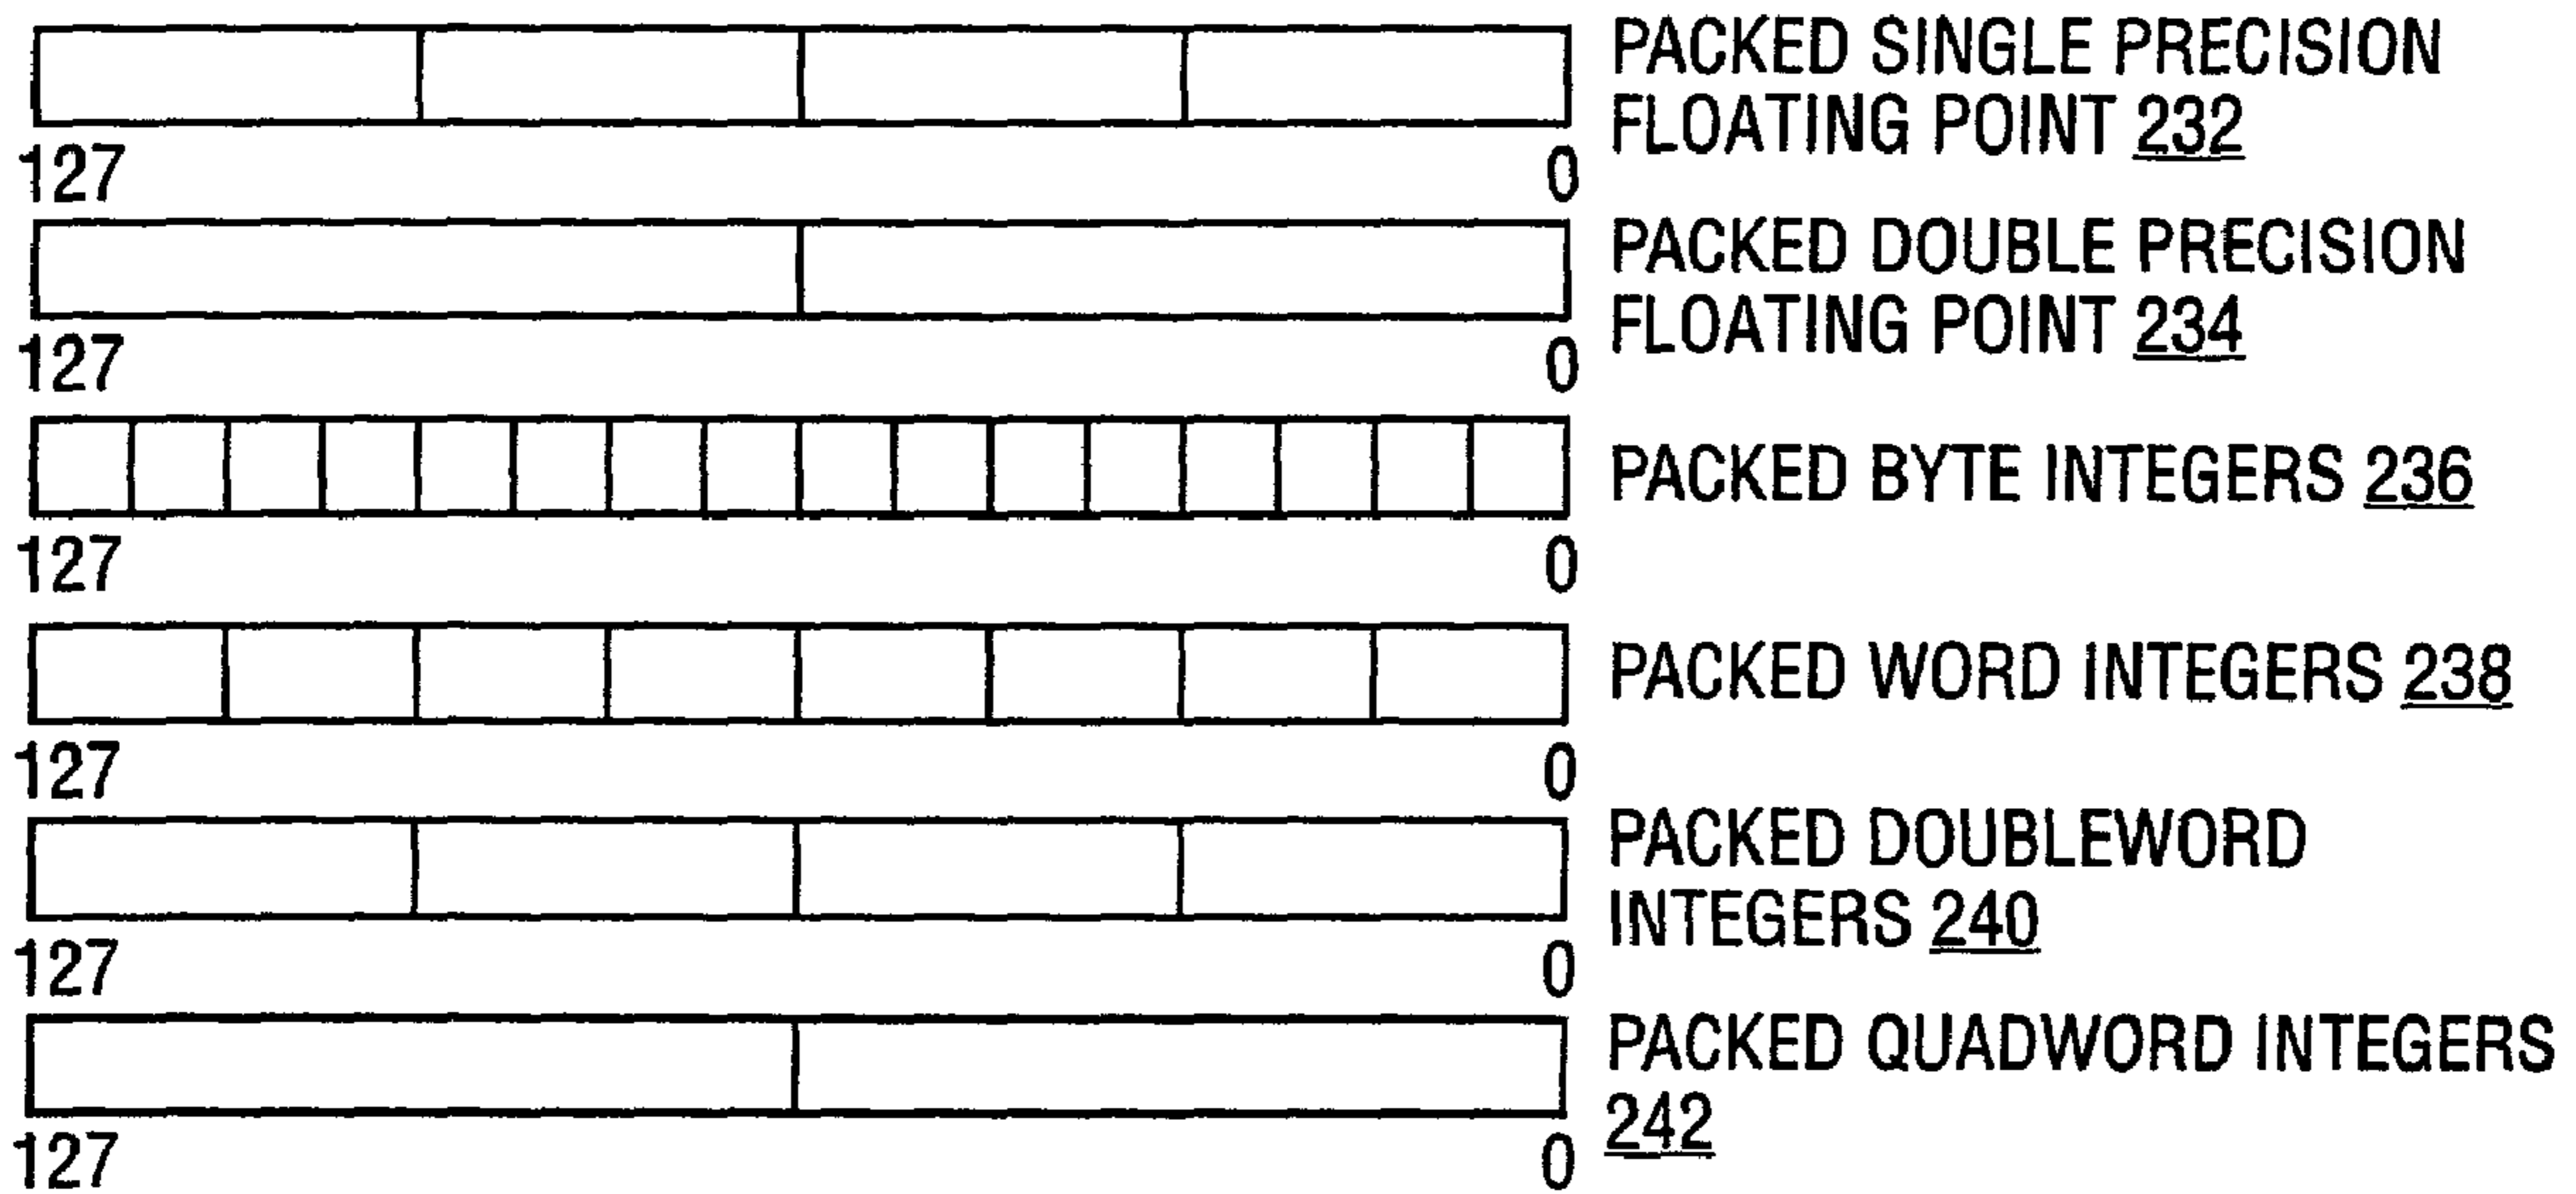 PACKED SINGLE PRECISION
FLOATING POINT 232
127 0
PACKED DOUBLE PRECISION
FLOATING POINT 234
127 0
PACKED BYTE INTEGERS 236
127 0
PACKED WORD INTEGERS 238
127 0
PACKED DOUBLEWORD
INTEGERS 240
127 0
PACKED QUADWORD INTEGERS
242
127 0